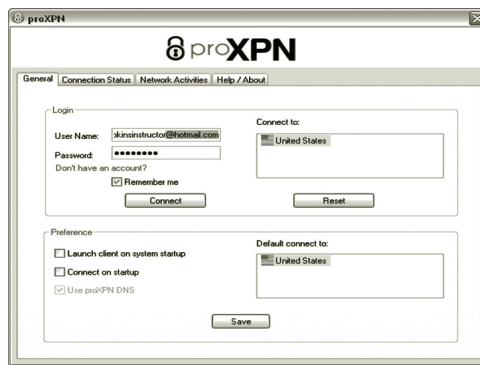 proXPN
proXPN
General Connection Status Network Activities Help / About
Login
User Name: okinsinstructor@hotmail.com
Password: ••••••••
Don't have an account?
Remember me
Connect
Connect to:
United States
Reset
Preference
Launch client on system startup
Connect on startup
Use proXPN DNS
Default connect to:
United States
Save